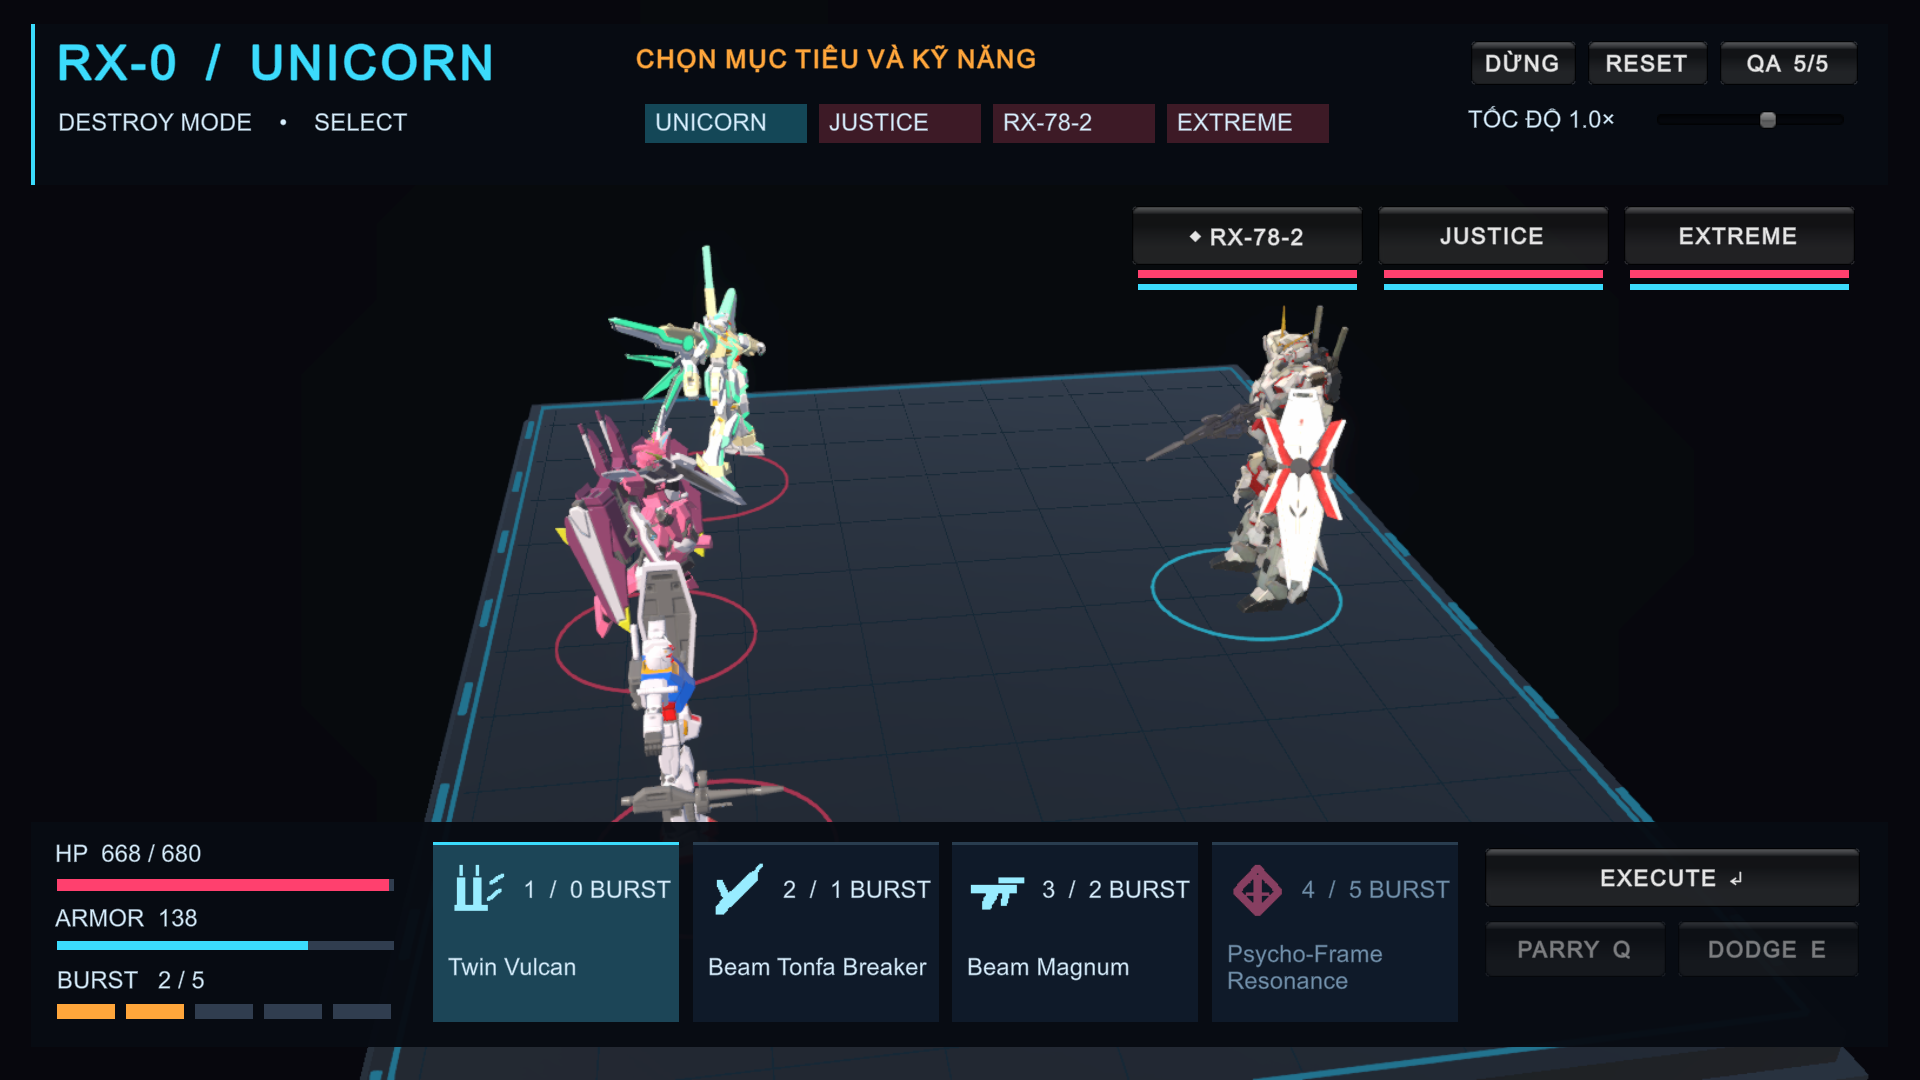 RX-0 / UNICORN
DESTROY MODE • SELECT
CHỌN MỤC TIÊU VÀ KỸ NĂNG
UNICORN JUSTICE RX-78-2 EXTREME
DỪNG RESET QA 5/5
TỐC ĐỘ 1.0×
◆ RX-78-2 JUSTICE EXTREME
HP 668 / 680
ARMOR 138
BURST 2 / 5
1 / 0 BURST
Twin Vulcan
2 / 1 BURST
Beam Tonfa Breaker
3 / 2 BURST
Beam Magnum
4 / 5 BURST
Psycho-Frame
Resonance
EXECUTE ↲
PARRY Q DODGE E